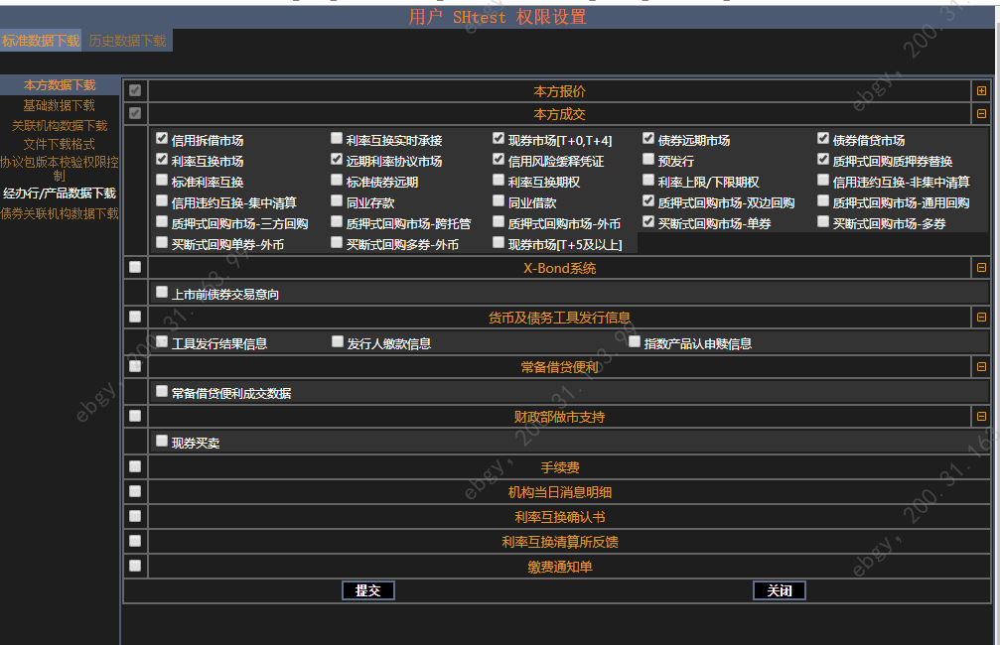 用户 SHtest 权限设置
标准数据下载 历史数据下载
本方数据下载
基础数据下载
关联机构数据下载
文件下载格式
协议包版本校验权限控
制
经办行/产品数据下载
债券关联机构数据下载
本方报价
本方成交
信用拆借市场 利率互换实时承接 现券市场[T+0,T+4] 债券远期市场 债券借贷市场
利率互换市场 远期利率协议市场 信用风险缓释凭证 预发行 质押式回购质押券替换
标准利率互换 标准债券远期 利率互换期权 利率上限/下限期权 信用违约互换-非集中清算
信用违约互换-集中清算 同业存款 同业借款 质押式回购市场-双边回购 质押式回购市场-通用回购
质押式回购市场-三方回购 质押式回购市场-跨托管 质押式回购市场-外币 买断式回购市场-单券 买断式回购市场-多券
买断式回购单券-外币 买断式回购多券-外币 现券市场[T+5及以上]
X-Bond系统
上市前债券交易意向
货币及债务工具发行信息
工具发行结果信息 发行人缴款信息 指数产品认申赎信息
常备借贷便利
常备借贷便利成交数据
财政部做市支持
现券买卖
手续费
机构当日消息明细
利率互换确认书
利率互换清算所反馈
缴费通知单
提交 关闭
ebgy, 200.31.163.99
ebgy, 200.31.163.99